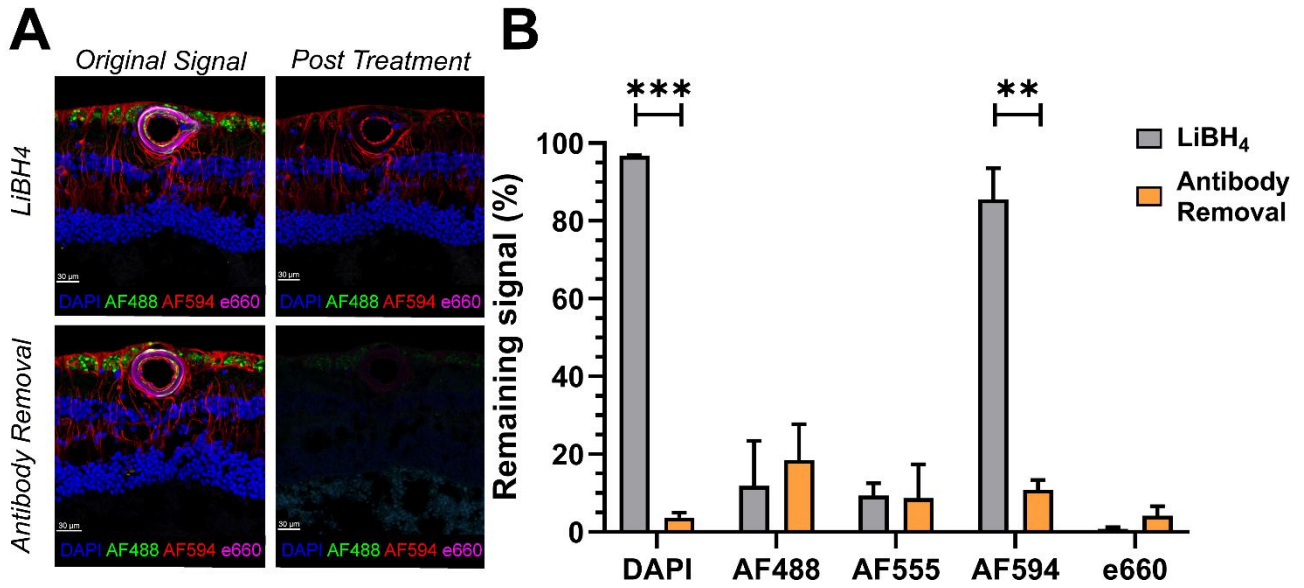 A
Original Signal
Post Treatment
LiBH4
30 µm
DAPI AF488 AF594 e660
30 µm
DAPI AF488 AF594 e660
Antibody Removal
30 µm
DAPI AF488 AF594 e660
30 µm
DAPI AF488 AF594 e660
B
Remaining signal (%)
100
80
60
40
20
0
***
**
LiBH₄
Antibody
Removal
DAPI
AF488
AF555
AF594
e660